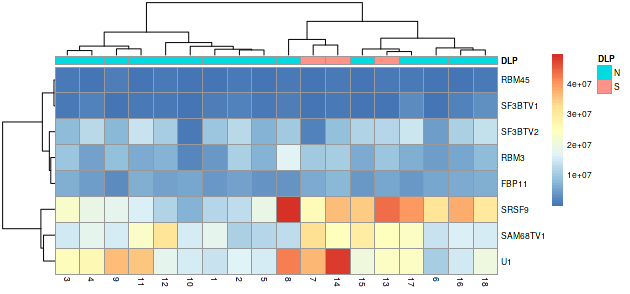 DLP
RBM45
SF3BTV1
SF3BTV2
RBM3
FBP11
SRSF9
SAM68TV1
U1
3 4 9 11 12 10 1 2 5 8 7 14 15 13 17 6 16 18
4e+07
3e+07
2e+07
1e+07
DLP
N
S